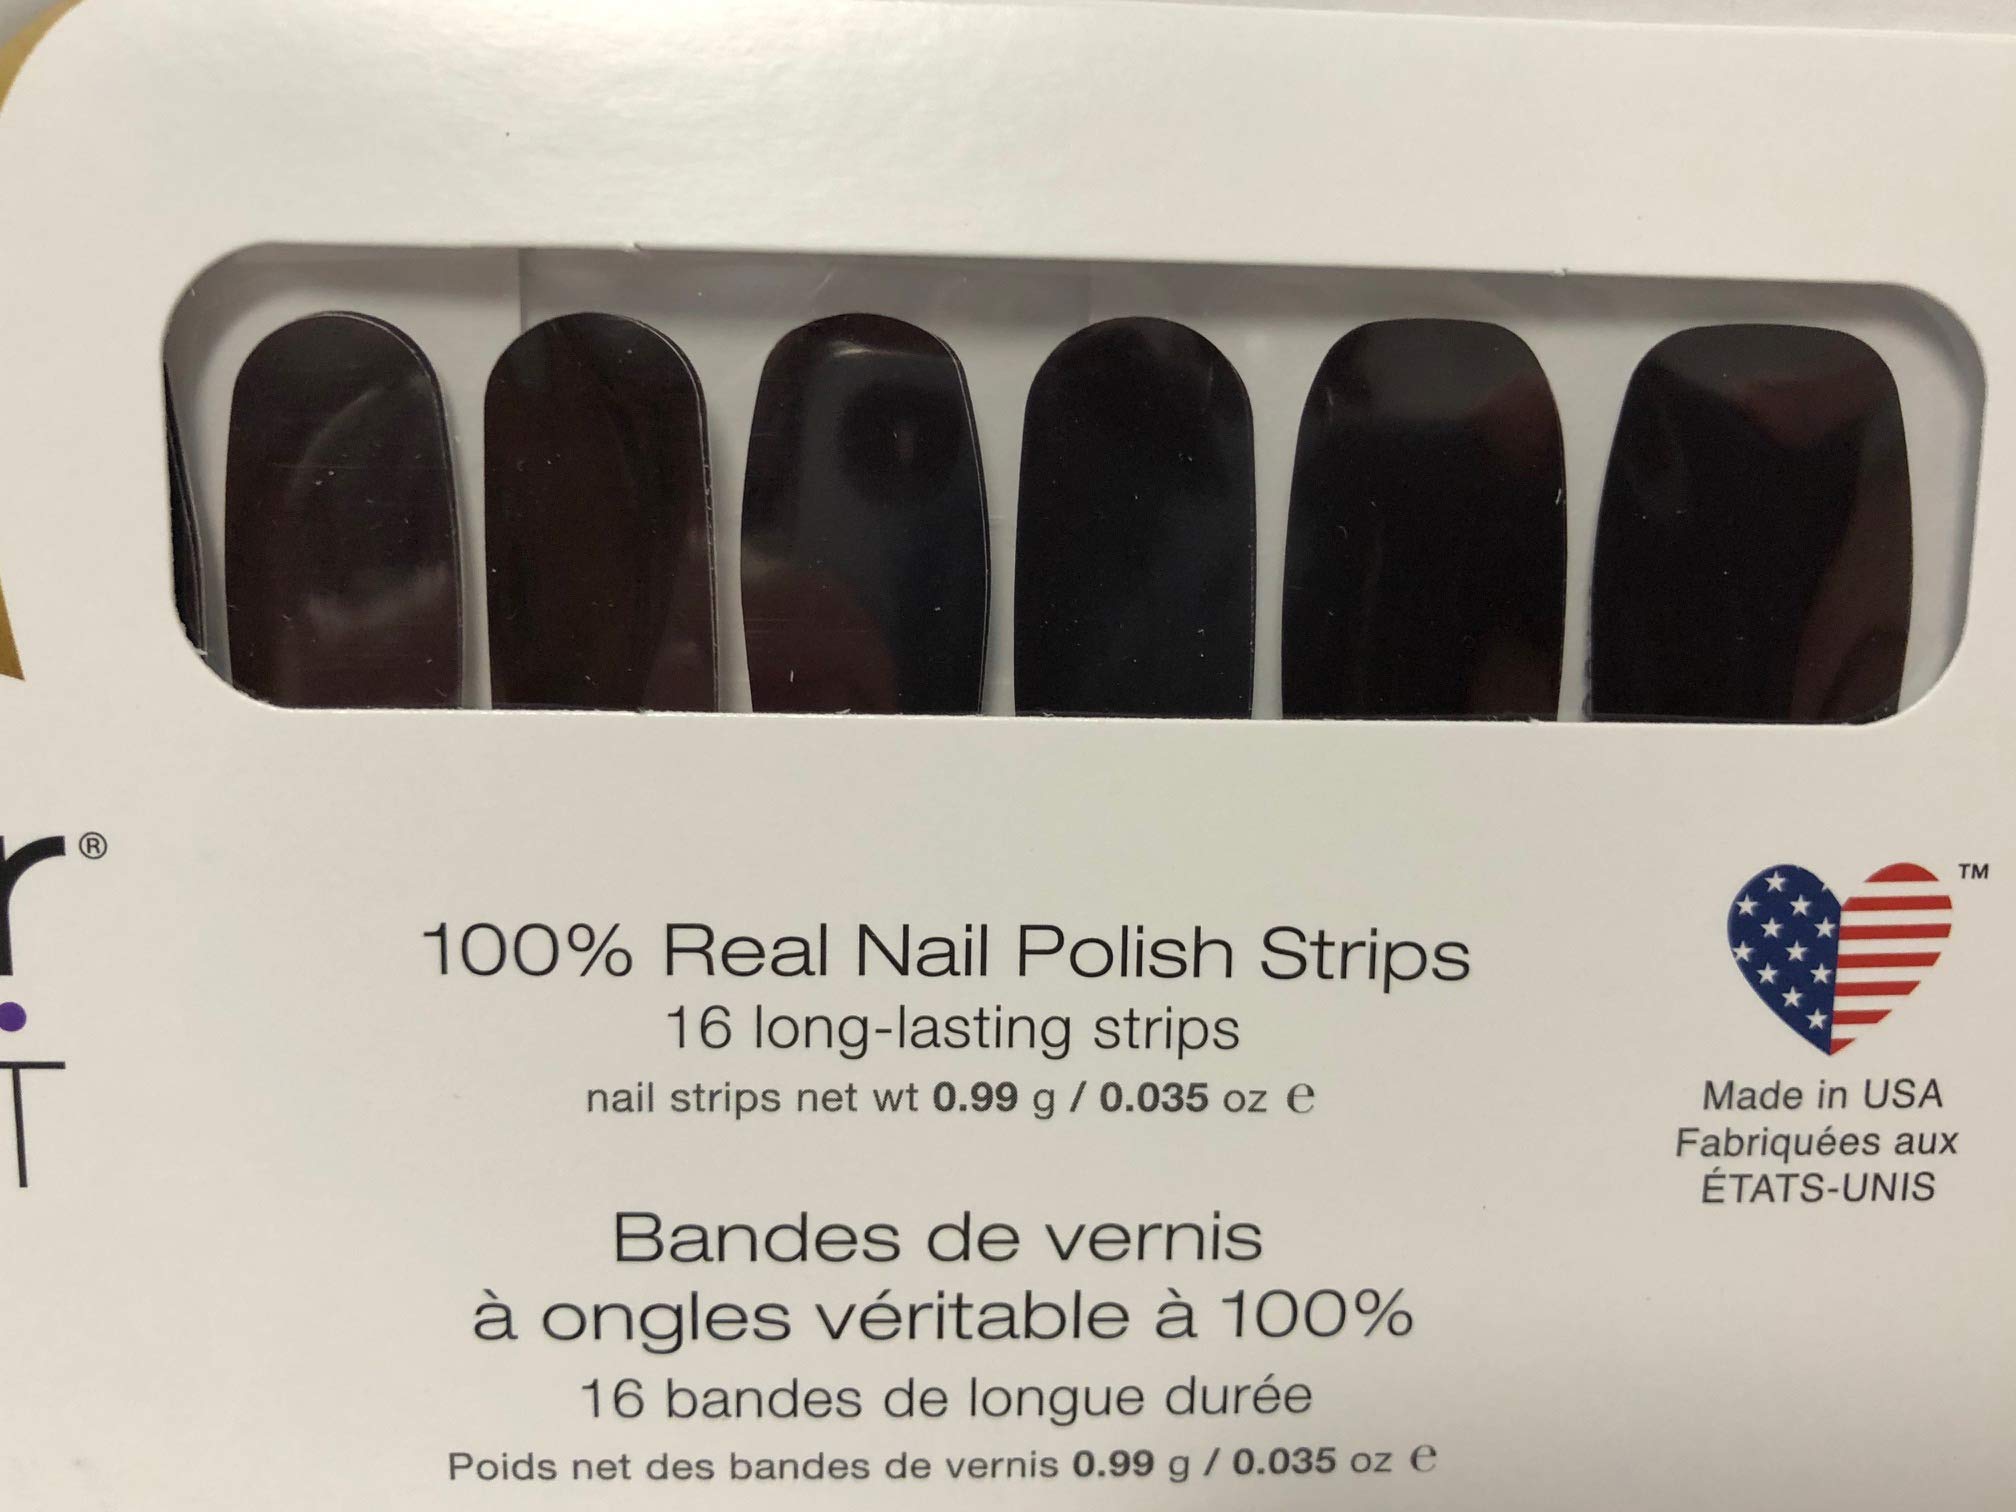 r®
T
100% Real Nail Polish Strips
16 long-lasting strips
nail strips net wt 0.99 g / 0.035 oz ℮
Bandes de vernis
à ongles véritable à 100%
16 bandes de longue durée
Poids net des bandes de vernis 0.99 g / 0.035 oz ℮
TM
Made in USA
Fabriquées aux
ÉTATS-UNIS